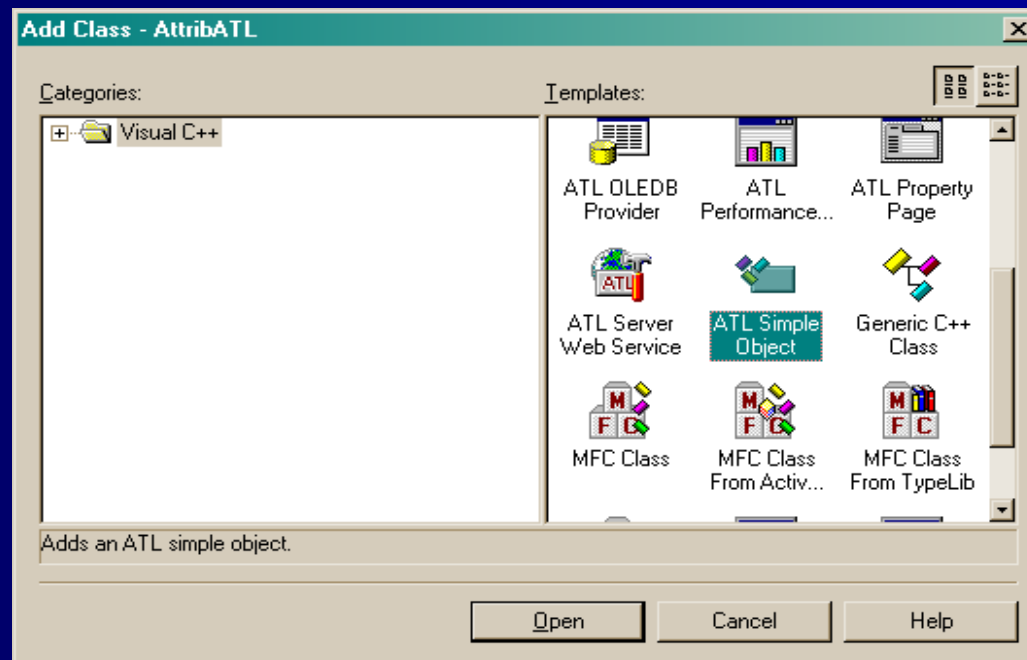 Add Class - AttribATL
Categories:
Templates:
Visual C++
ATL OLEDB
Provider
ATL
Performance...
ATL Property
Page
ATL
ATL Server
Web Service
ATL Simple
Object
Generic C++
Class
M
F C
MFC Class
M
F C
MFC Class
From Activ...
M
F C
MFC Class
From TypeLib
Adds an ATL simple object.
Open
Cancel
Help